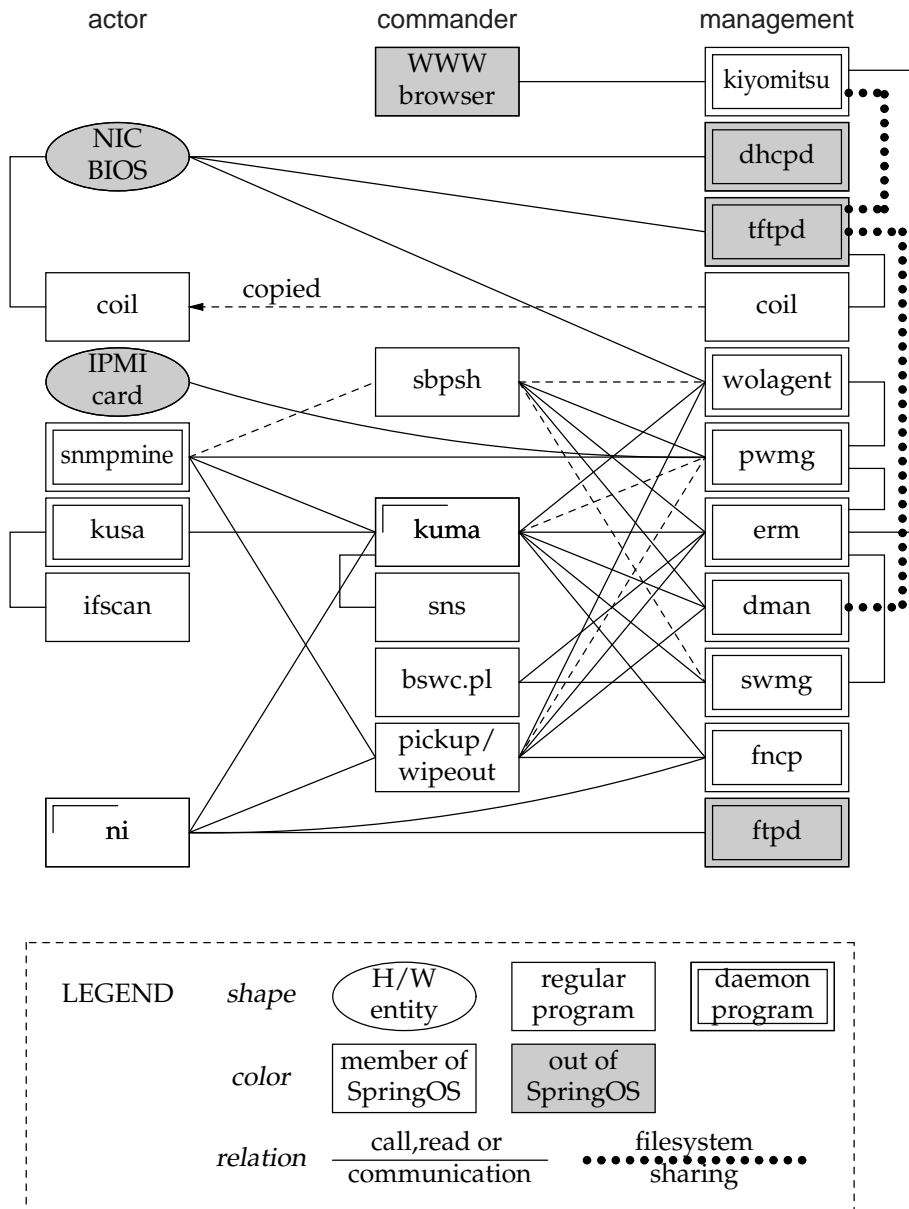 actor commander management
WWW
browser
kiyomitsu
NIC
BIOS
dhcpd
tftpd
coil
copied
coil
IPMI
card
sbpsh
wolagent
snmpmine
pwmg
kusa
kuma
erm
ifscan
sns
dman
bswc.pl
swmg
pickup/
wipeout
fncp
ni
ftpd
LEGEND
shape
H/W
entity
regular
program
daemon
program
color
member of
SpringOS
out of
SpringOS
relation
call,read or
communication
filesystem
sharing